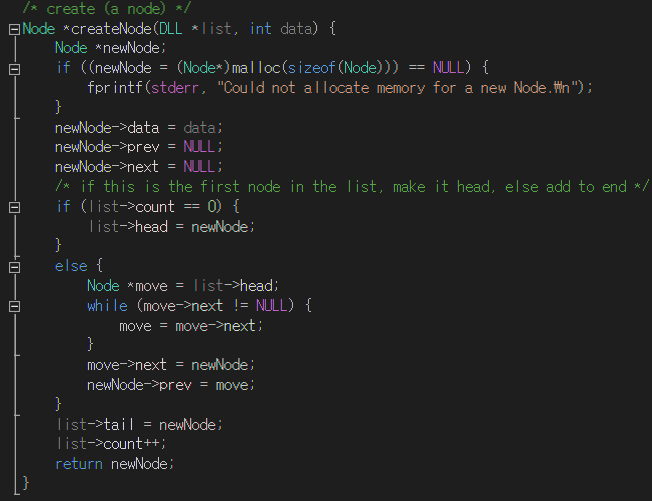 /* create (a node) */
Node *createNode(DLL *list, int data) {
    Node *newNode;
    if ((newNode = (Node*)malloc(sizeof(Node))) == NULL) {
        fprintf(stderr, "Could not allocate memory for a new Node.₩n");
    }
    newNode->data = data;
    newNode->prev = NULL;
    newNode->next = NULL;
    /* if this is the first node in the list, make it head, else add to end */
    if (list->count == 0) {
        list->head = newNode;
    }
    else {
        Node *move = list->head;
        while (move->next != NULL) {
            move = move->next;
        }
        move->next = newNode;
        newNode->prev = move;
    }
    list->tail = newNode;
    list->count++;
    return newNode;
}